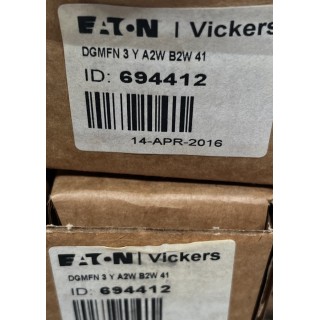 EATON | Vickers
DGMFN 3 Y A2W B2W 41
ID: 694412
14-APR-2016
EATON | Vickers
DGMFN 3 Y A2W B2W 41
ID: 694412